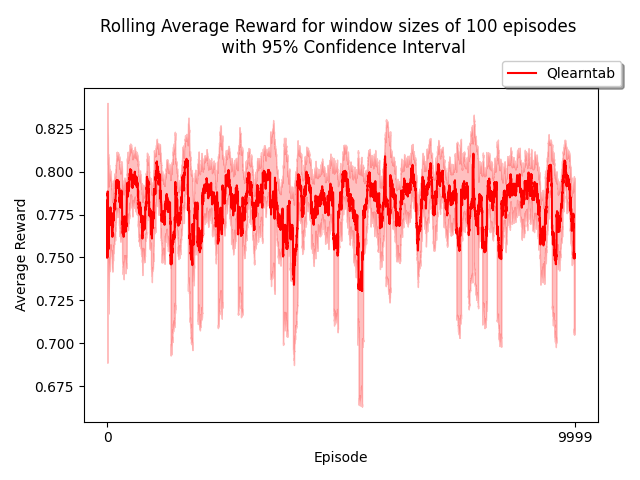 Rolling Average Reward for window sizes of 100 episodes
with 95% Confidence Interval
Qlearntab
0.825
0.800
0.775
0.750
0.725
0.700
0.675
Average Reward
0
9999
Episode